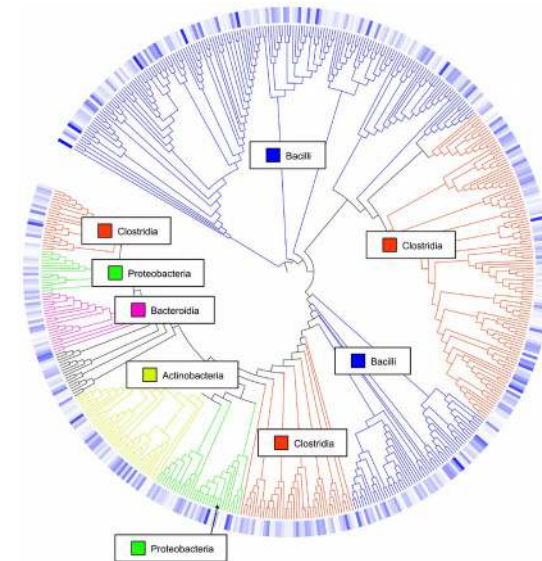 Bacilli
Clostridia
Clostridia
Proteobacteria
Bacteroidia
Bacilli
Actinobacteria
Clostridia
Proteobacteria